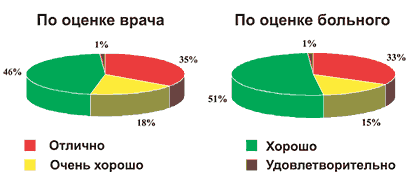 По оценке врача
По оценке больного
1%
35%
46%
18%
1%
33%
51%
15%
Отлично
Очень хорошо
Хорошо
Удовлетворительно